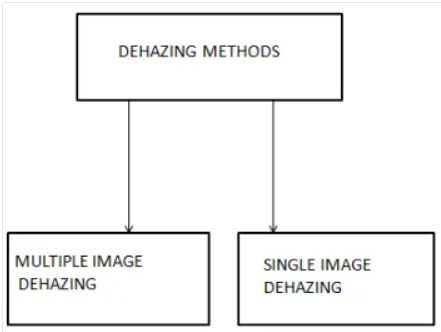 DEHAZING METHODS
MULTIPLE IMAGE
DEHAZING
SINGLE IMAGE
DEHAZING